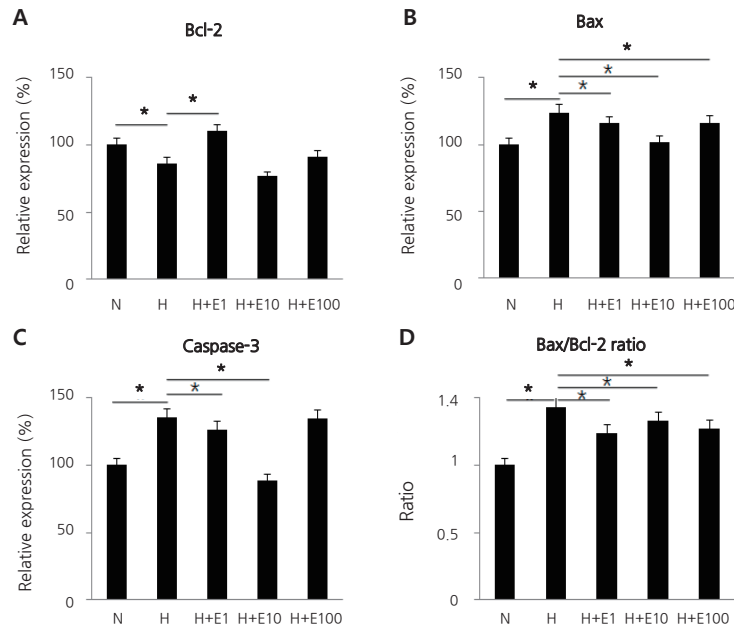 A
Bcl-2
Relative expression (%)
150
100
50
0
*
*
N H H+E1 H+E10 H+E100
B
Bax
Relative expression (%)
150
100
50
0
*
*
*
*
N H H+E1 H+E10 H+E100
C
Caspase-3
Relative expression (%)
150
100
50
0
*
*
*
N H H+E1 H+E10 H+E100
D
Bax/Bcl-2 ratio
Ratio
1.4
1
0.5
0
*
*
*
*
N H H+E1 H+E10 H+E100